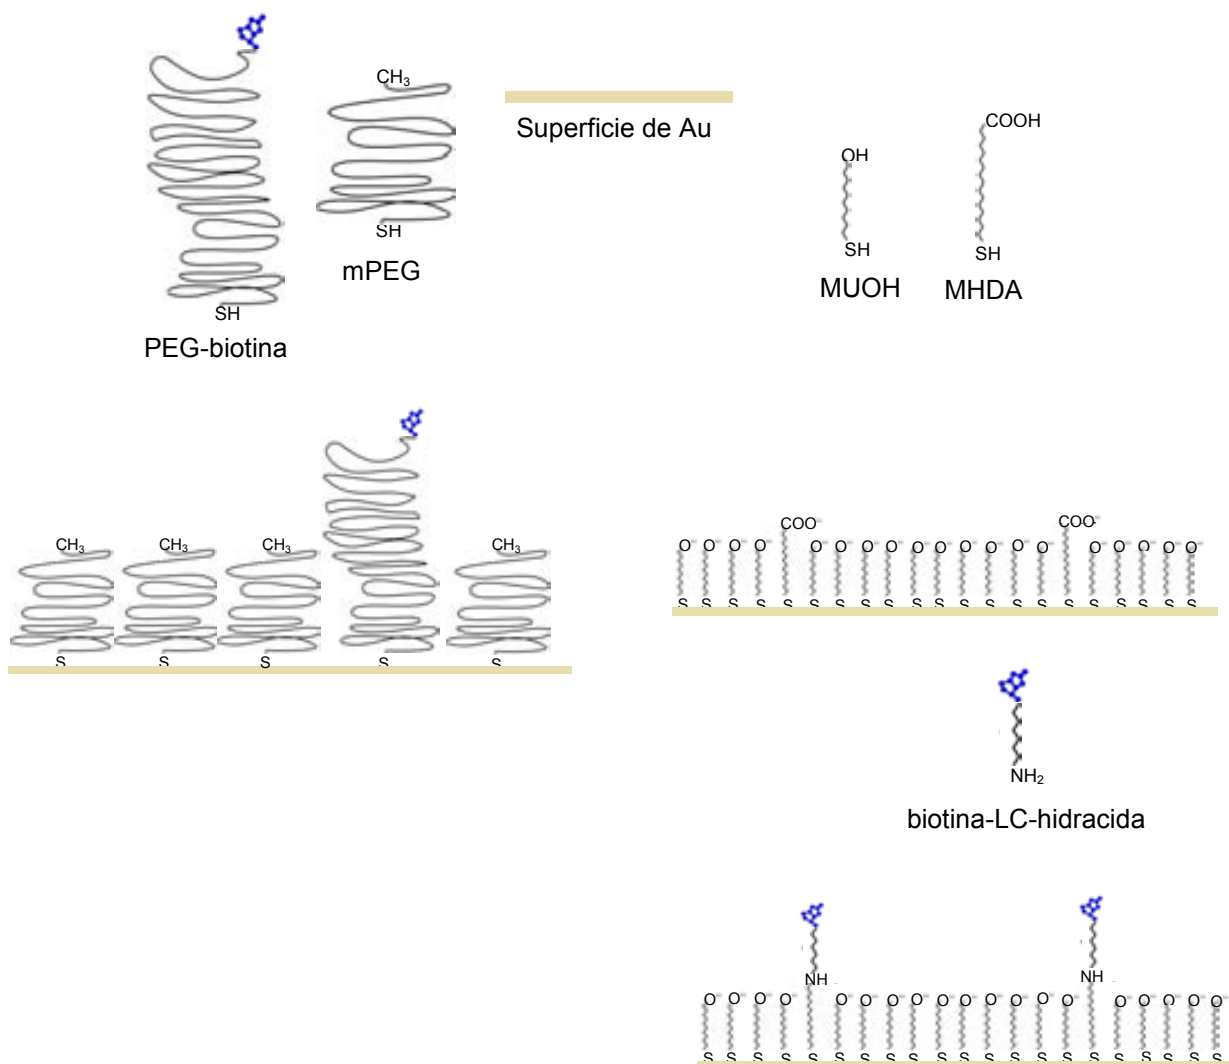 CH₃
SH
mPEG
SH
PEG-biotina
Superficie de Au
OH
SH
MUOH
COOH
SH
MHDA
CH₃ CH₃ CH₃ CH₃
S S S S S
COO⁻ COO⁻
O⁻ O⁻ O⁻ O⁻ O⁻ O⁻ O⁻ O⁻ O⁻ O⁻ O⁻ O⁻ O⁻ O⁻ O⁻ O⁻ O⁻ O⁻ O⁻
S S S S S S S S S S S S S S S S S S S S S
NH₂
biotina-LC-hidracida
NH NH
O⁻ O⁻ O⁻ O⁻ O⁻ O⁻ O⁻ O⁻ O⁻ O⁻ O⁻ O⁻ O⁻ O⁻ O⁻ O⁻ O⁻ O⁻ O⁻
S S S S S S S S S S S S S S S S S S S S S